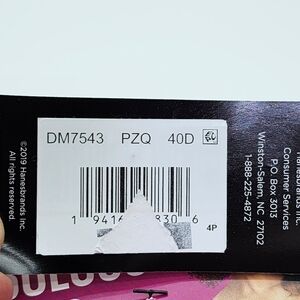 DM7543 PZQ 40D
1 9416 830 6
4P
©2019 Hanesbrands Inc.
All rights reserved.
Hanesbrands Inc.
Consumer Services
P.O. Box 3013
Winston-Salem, NC 27102
1-888-225-4872